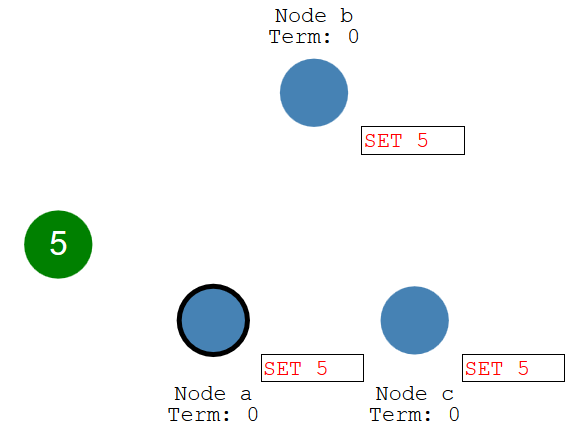 Node b
Term: 0
SET 5
5
SET 5
SET 5
Node a
Term: 0
Node c
Term: 0